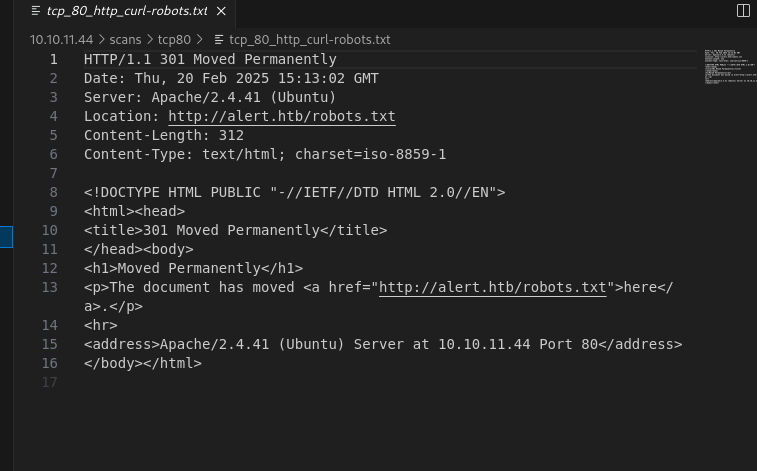 tcp_80_http_curl-robots.txt
10.10.11.44 > scans > tcp80 > tcp_80_http_curl-robots.txt
1 HTTP/1.1 301 Moved Permanently
2 Date: Thu, 20 Feb 2025 15:13:02 GMT
3 Server: Apache/2.4.41 (Ubuntu)
4 Location: http://alert.htb/robots.txt
5 Content-Length: 312
6 Content-Type: text/html; charset=iso-8859-1
7
8 <!DOCTYPE HTML PUBLIC "-//IETF//DTD HTML 2.0//EN">
9 <html><head>
10 <title>301 Moved Permanently</title>
11 </head><body>
12 <h1>Moved Permanently</h1>
13 <p>The document has moved <a href="http://alert.htb/robots.txt">here</
a>.</p>
14 <hr>
15 <address>Apache/2.4.41 (Ubuntu) Server at 10.10.11.44 Port 80</address>
16 </body></html>
17